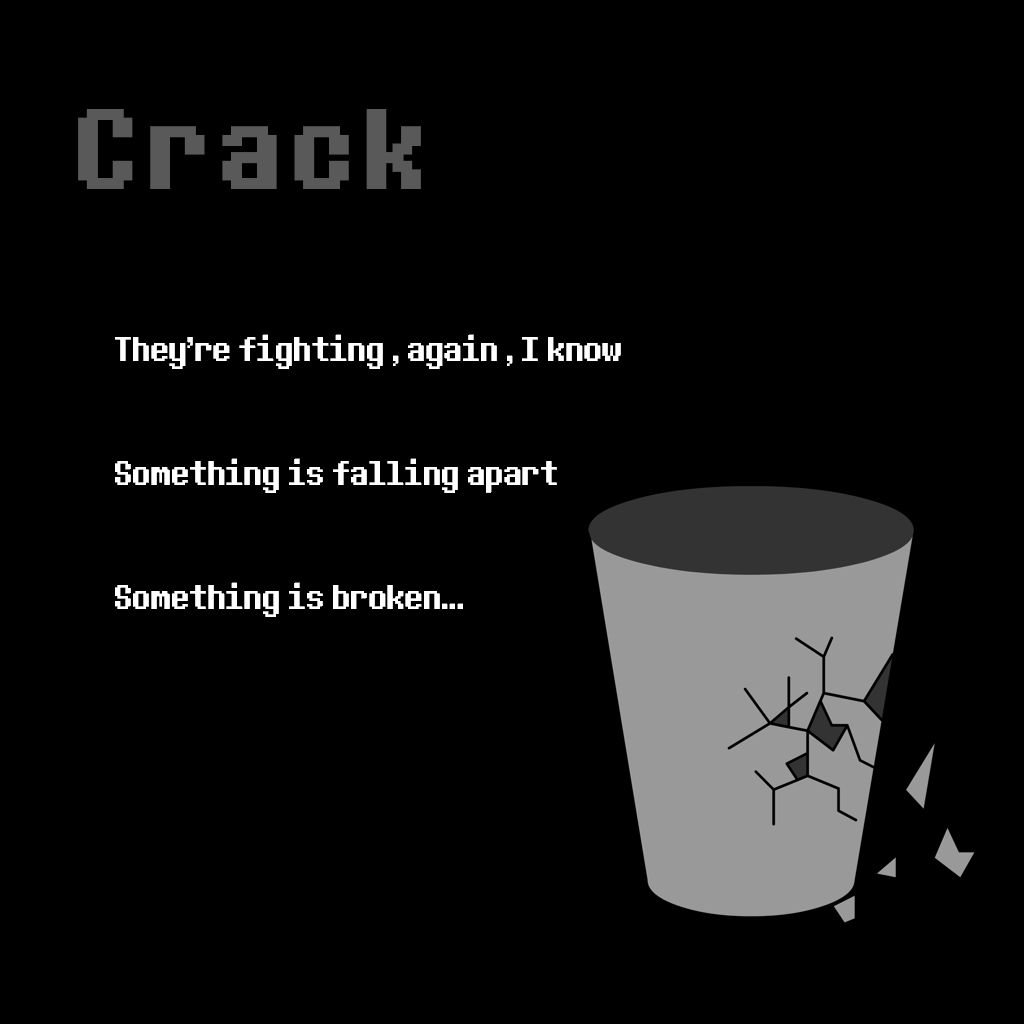 Crack
They're fighting , again , I know
Something is falling apart
Something is broken...